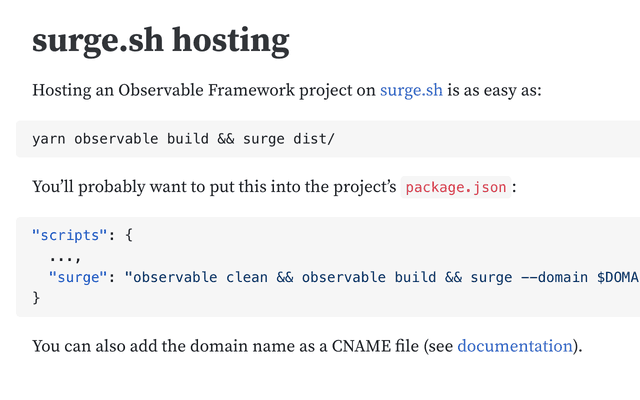 surge.sh hosting
Hosting an Observable Framework project on surge.sh is as easy as:
yarn observable build && surge dist/
You’ll probably want to put this into the project’s package.json:
"scripts": {
...,
"surge": "observable clean && observable build && surge --domain $DOMA
}
You can also add the domain name as a CNAME file (see documentation).